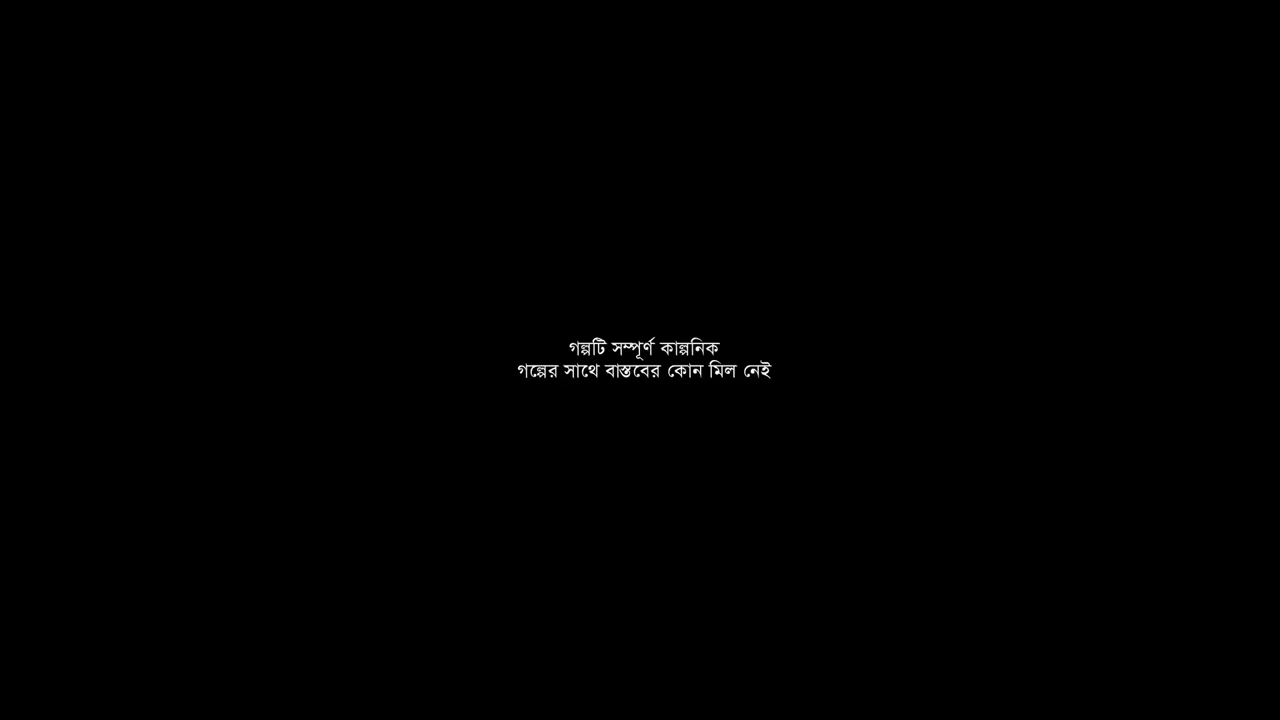 গল্পটি সম্পূর্ণ কাল্পনিক
গল্পের সাথে বাস্তবের কোন মিল নেই